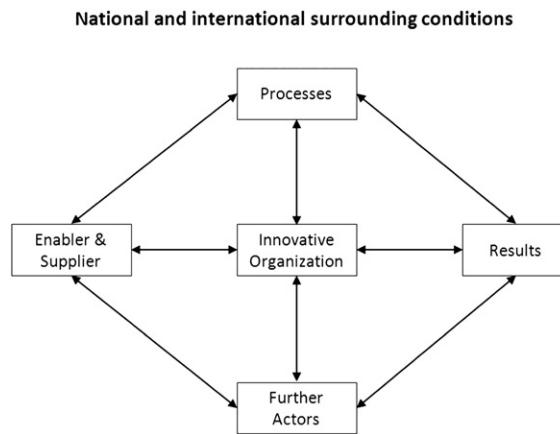 National and international surrounding conditions
Processes
Enabler &
Supplier
Innovative
Organization
Results
Further
Actors